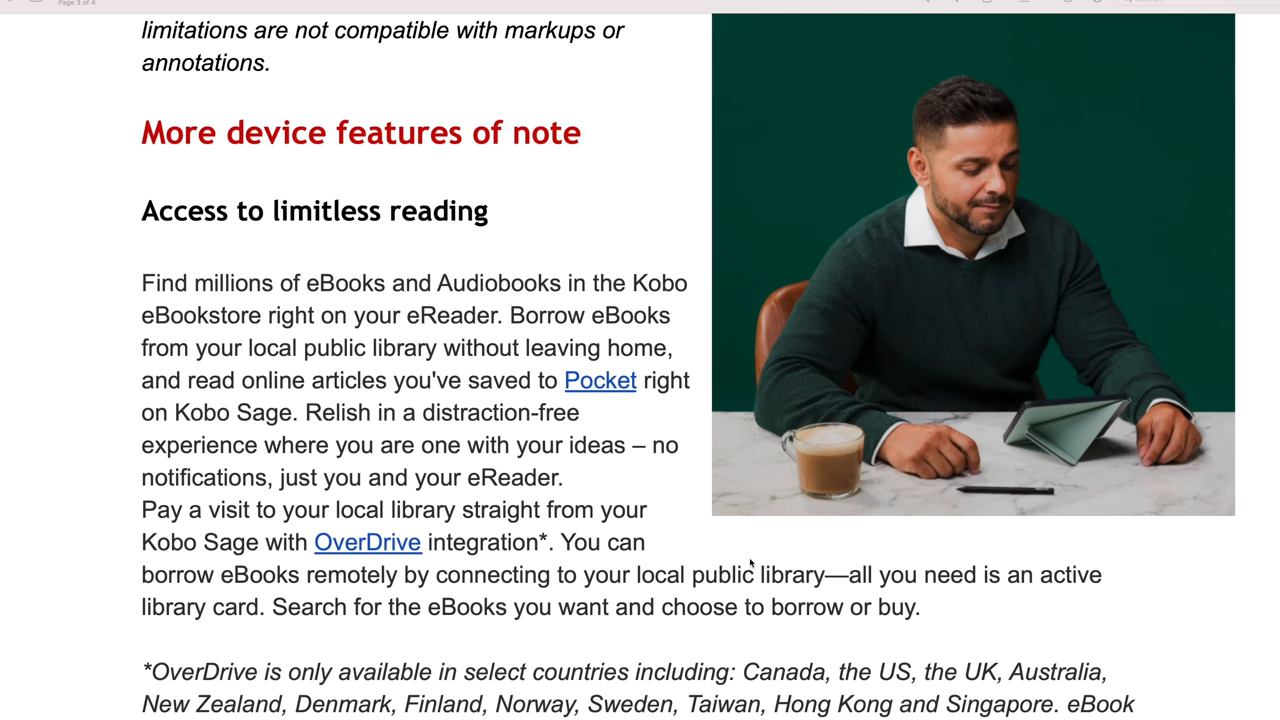 Page 3 of 4
limitations are not compatible with markups or
annotations.
More device features of note
Access to limitless reading
Find millions of eBooks and Audiobooks in the Kobo
eBookstore right on your eReader. Borrow eBooks
from your local public library without leaving home,
and read online articles you've saved to Pocket right
on Kobo Sage. Relish in a distraction-free
experience where you are one with your ideas – no
notifications, just you and your eReader.
Pay a visit to your local library straight from your
Kobo Sage with OverDrive integration*. You can
borrow eBooks remotely by connecting to your local public library—all you need is an active
library card. Search for the eBooks you want and choose to borrow or buy.
*OverDrive is only available in select countries including: Canada, the US, the UK, Australia,
New Zealand, Denmark, Finland, Norway, Sweden, Taiwan, Hong Kong and Singapore. eBook